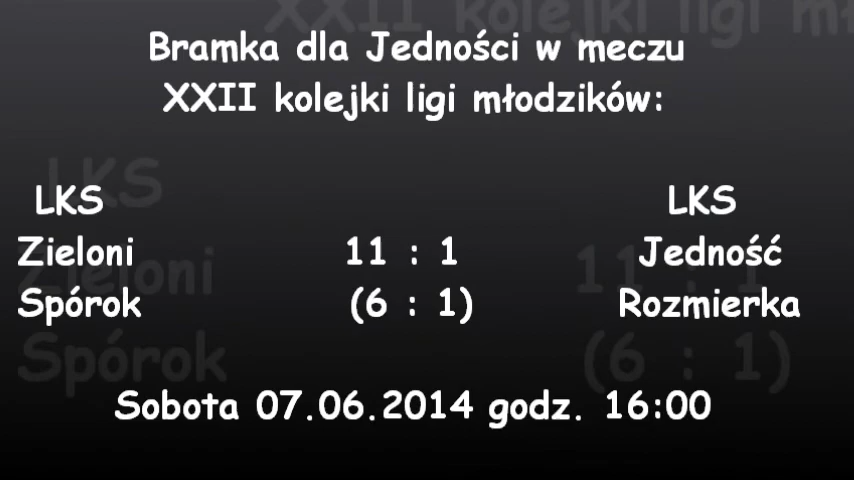 Bramka dla Jedności w meczu
XXII kolejki ligi młodzików:
LKS LKS
Zieloni 11 : 1 Jedność
Spórok (6 : 1) Rozmierka
Sobota 07.06.2014 godz. 16:00